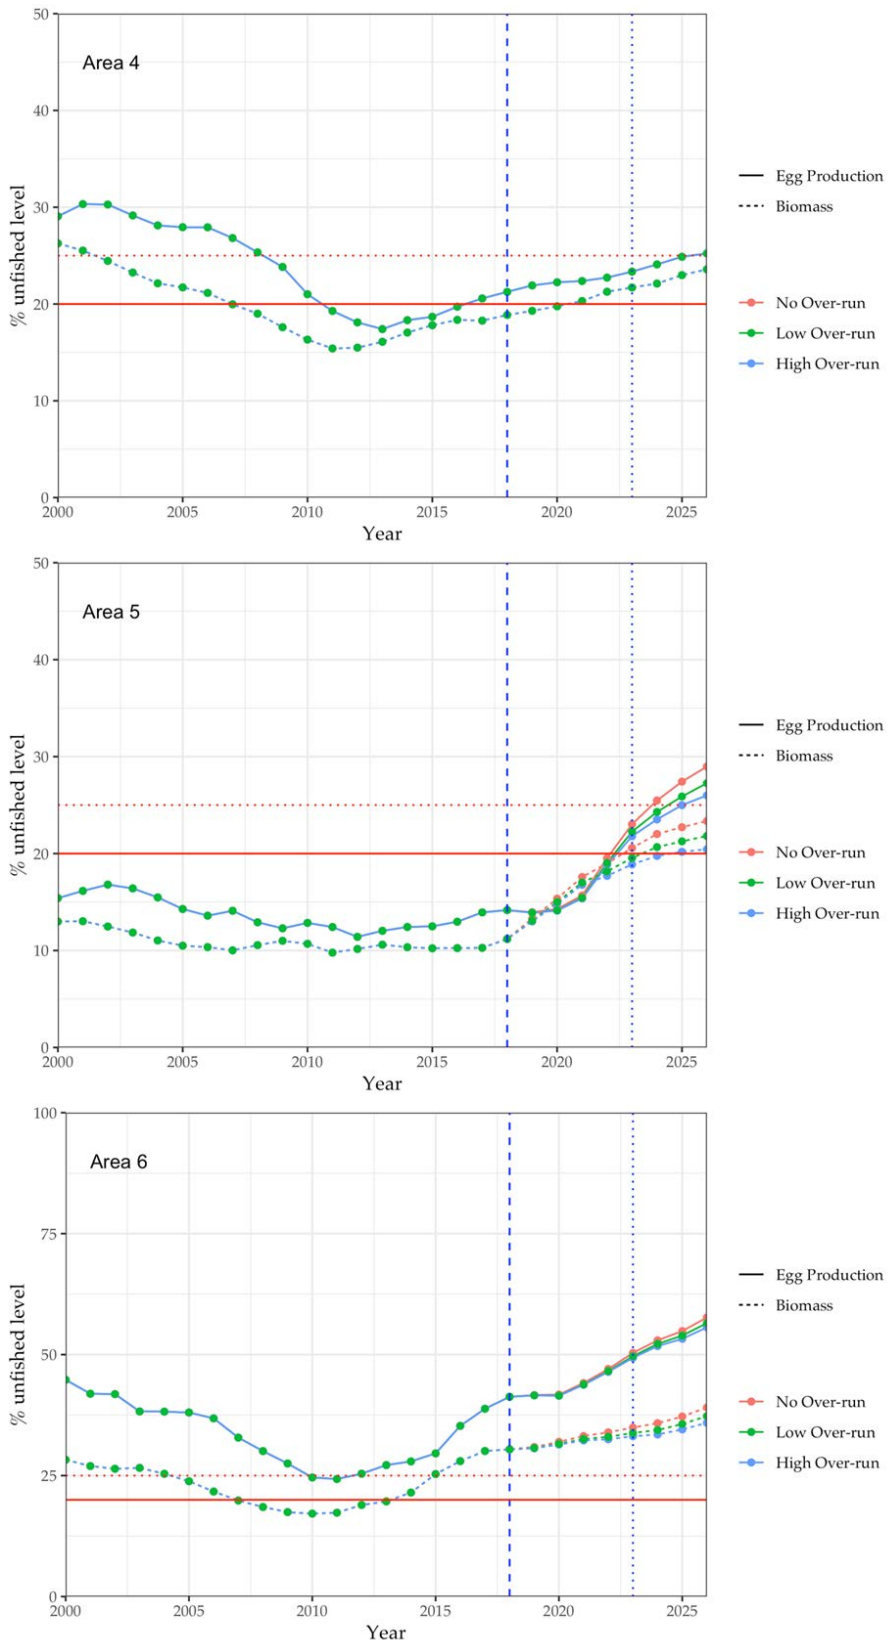 50
Area 4
40
30
20
10
0
% unfished level
2000 2005 2010 2015 2020 2025
Year
Egg Production
Biomass
No Over-run
Low Over-run
High Over-run
50
Area 5
40
30
20
10
0
% unfished level
2000 2005 2010 2015 2020 2025
Year
Egg Production
Biomass
No Over-run
Low Over-run
High Over-run
100
Area 6
75
50
25
0
% unfished level
2000 2005 2010 2015 2020 2025
Year
Egg Production
Biomass
No Over-run
Low Over-run
High Over-run